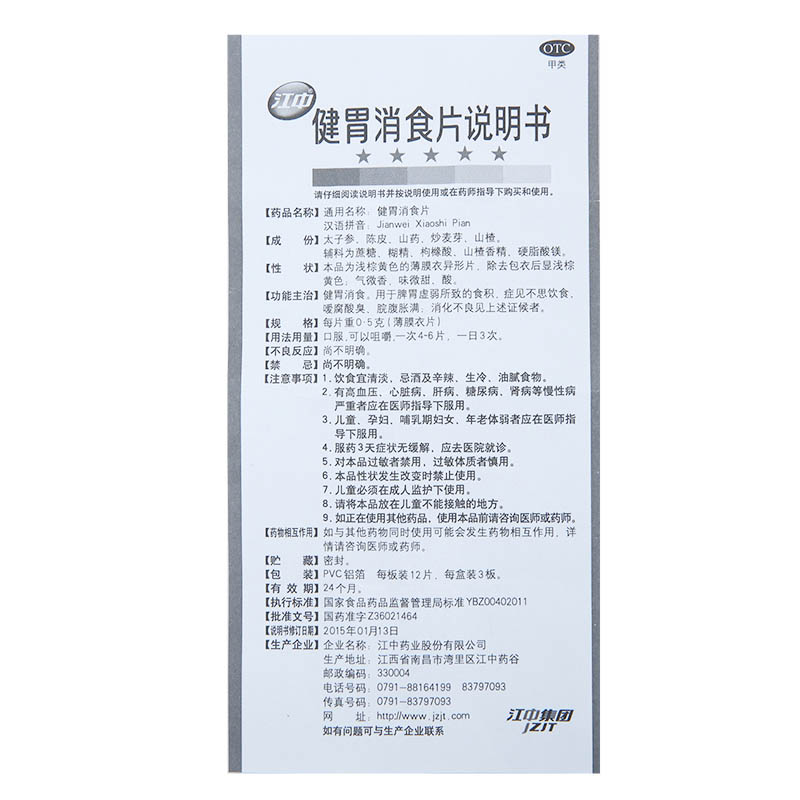 OTC
甲类
江中®
健胃消食片说明书
请仔细阅读说明书并按说明使用或在药师指导下购买和使用。
【药品名称】通用名称：健胃消食片
汉语拼音：Jianwei Xiaoshi Pian
【成 份】太子参、陈皮、山药、炒麦芽、山楂。
辅料为蔗糖、糊精、枸橼酸、山楂香精、硬脂酸镁。
【性 状】本品为浅棕黄色的薄膜衣异形片，除去包衣后显浅棕
黄色；气微香，味微甜、酸。
【功能主治】健胃消食。用于脾胃虚弱所致的食积，症见不思饮食，
嗳腐酸臭，脘腹胀满；消化不良见上述证候者。
【规 格】每片重0·5克(薄膜衣片)
【用法用量】口服,可以咀嚼,一次4-6片，一日3次。
【不良反应】尚不明确。
【禁 忌】尚不明确。
【注意事项】1. 饮食宜清淡，忌酒及辛辣、生冷、油腻食物。
2. 有高血压、心脏病、肝病、糖尿病、肾病等慢性病
严重者应在医师指导下服用。
3. 儿童、孕妇、哺乳期妇女、年老体弱者应在医师指
导下服用。
4. 服药3天症状无缓解，应去医院就诊。
5. 对本品过敏者禁用，过敏体质者慎用。
6. 本品性状发生改变时禁止使用。
7. 儿童必须在成人监护下使用。
8. 请将本品放在儿童不能接触的地方。
9. 如正在使用其他药品，使用本品前请咨询医师或药师。
【药物相互作用】如与其他药物同时使用可能会发生药物相互作用，详
情请咨询医师或药师。
【贮 藏】密封。
【包 装】PVC铝箔 每板装12片，每盒装3板。
【有 效 期】24个月。
【执行标准】国家食品药品监督管理局标准YBZ00402011
【批准文号】国药准字Z36021464
【说明书修订日期】2015年01月13日
【生产企业】企业名称：江中药业股份有限公司
生产地址：江西省南昌市湾里区江中药谷
邮政编码：330004
电话号码：0791-88164199 83797093
传真号码：0791-83797093
网 址：http://www.jzjt.com
如有问题可与生产企业联系
江中集团
JZJT